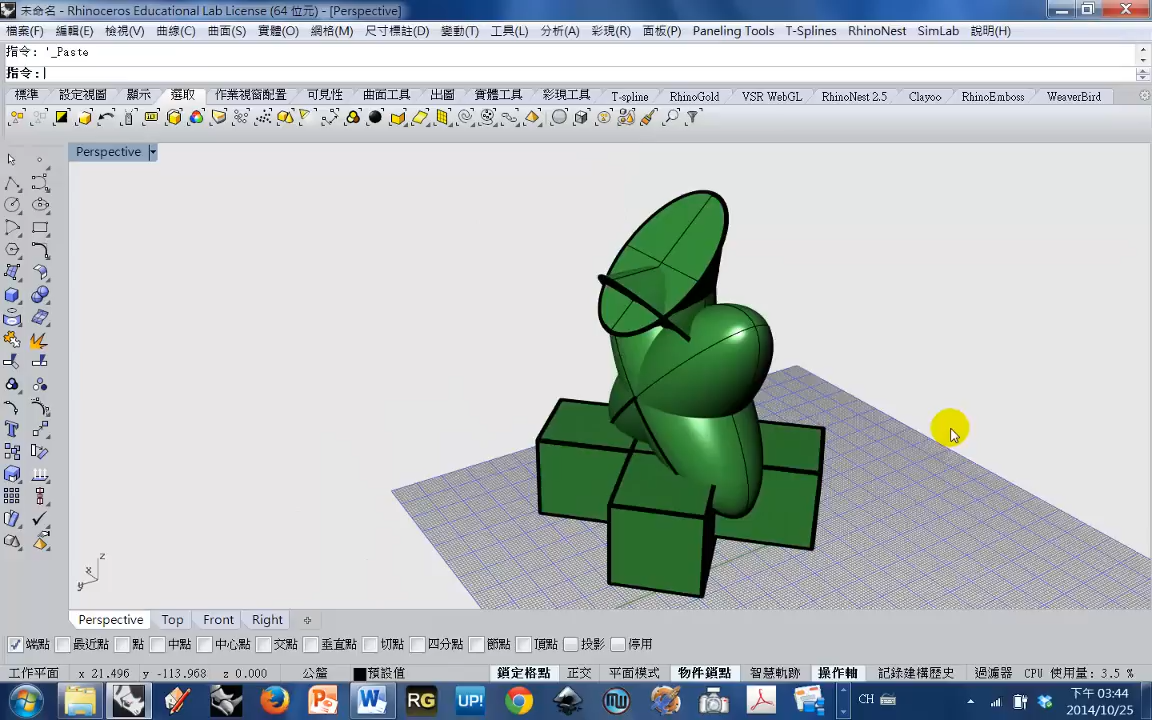 未命名 - Rhinoceros Educational Lab License (64 位元) - [Perspective]
檔案(F) 編輯(E) 檢視(V) 曲線(C) 曲面(S) 實體(O) 網格(M) 尺寸標註(D) 變動(T) 工具(L) 分析(A) 彩現(R) 面板(P) Paneling Tools T-Splines RhinoNest SimLab 說明(H)
指令: '_Paste
指令:
標準 設定視圖 顯示 選取 作業視窗配置 可見性 曲面工具 出圖 實體工具 彩現工具 T-spline RhinoGold VSR WebGL RhinoNest 2.5 Clayoo RhinoEmboss WeaverBird
Perspective
z
x
y
Perspective Top Front Right
端點 最近點 點 中點 中心點 交點 垂直點 切點 四分點 節點 頂點 投影 停用
工作平面 x 21.496 y -113.968 z 0.000 公釐 預設值 鎖定格點 正交 平面模式 物件鎖點 智慧軌跡 操作軸 記錄建構歷史 過濾器 CPU 使用量: 3.5 %
RG UP! CH 下午 03:44
2014/10/25